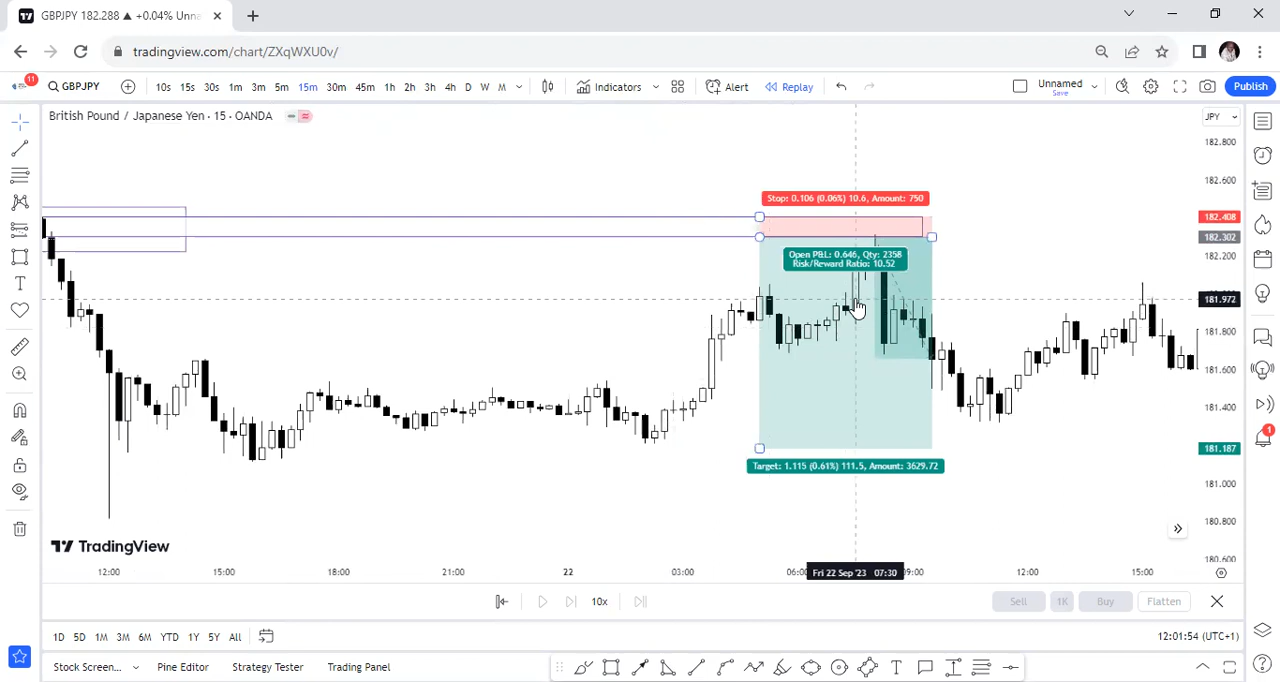 GBPJPY 182.288 ▲ +0.04% Unna
tradingview.com/chart/ZXqWXU0v/
11
GBPJPY 10s 15s 30s 1m 3m 5m 15m 30m 45m 1h 2h 3h 4h D W M Indicators Alert Replay Unnamed Save Publish
British Pound / Japanese Yen · 15 · OANDA
JPY
182.800
182.600
Stop: 0.106 (0.06%) 10.6, Amount: 750
182.408
182.302
182.200
Open P&L: 0.646, Qty: 2358
Risk/Reward Ratio: 10.52
181.972
181.800
181.600
181.400
1
181.187
Target: 1.115 (0.61%) 111.5, Amount: 3629.72
181.000
180.800
180.600
TradingView
12:00 15:00 18:00 21:00 22 03:00 06:00 Fri 22 Sep '23 07:30 09:00 12:00 15:00
10x Sell 1K Buy Flatten
1D 5D 1M 3M 6M YTD 1Y 5Y All 12:01:54 (UTC+1)
Stock Screen... Pine Editor Strategy Tester Trading Panel